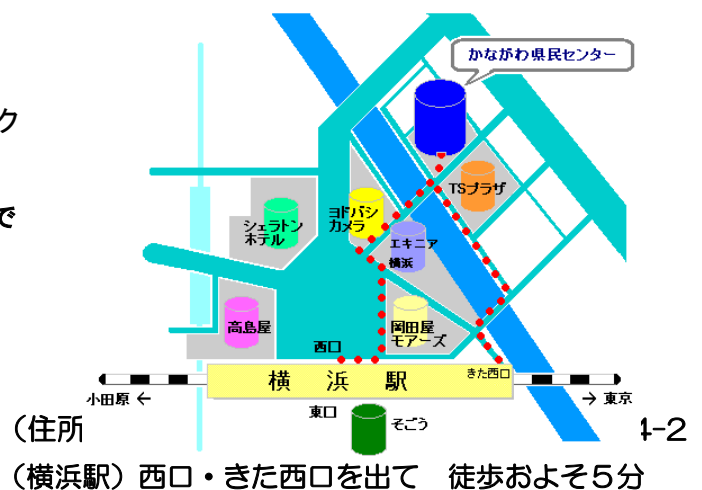 かながわ県民センター
ク
TSプラザ
で
ヨドバシ
カメラ
シェラトン
ホテル
エキニア
横浜
高島屋
岡田屋
モアーズ
西口
横 浜 駅
きた西口
小田原 ←
→ 東京
東口
そごう
（住所
-2
（横浜駅）西口・きた西口を出て 徒歩およそ5分